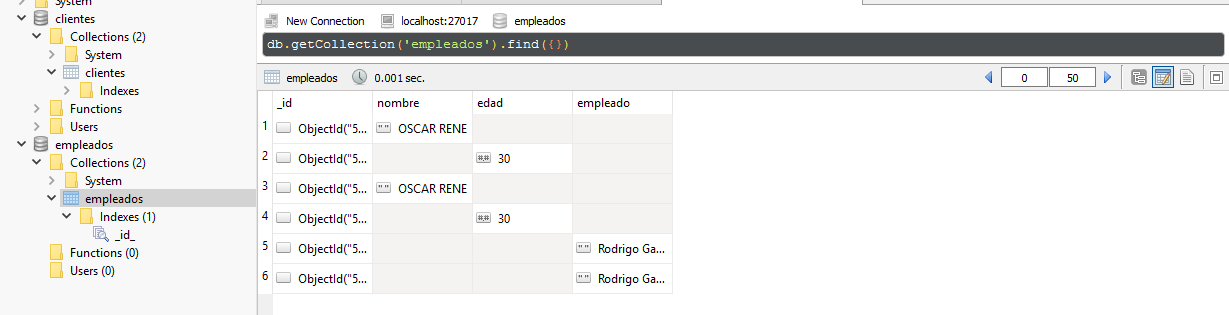 System
clientes
Collections (2)
System
clientes
Indexes
Functions
Users
empleados
Collections (2)
System
empleados
Indexes (1)
_id_
Functions (0)
Users (0)
New Connection localhost:27017 empleados
db.getCollection('empleados').find({})
empleados 0.001 sec. 0 50
_id nombre edad empleado
1 ObjectId("5... "" OSCAR RENE
2 ObjectId("5... ## 30
3 ObjectId("5... "" OSCAR RENE
4 ObjectId("5... ## 30
5 ObjectId("5... "" Rodrigo Ga...
6 ObjectId("5... "" Rodrigo Ga...